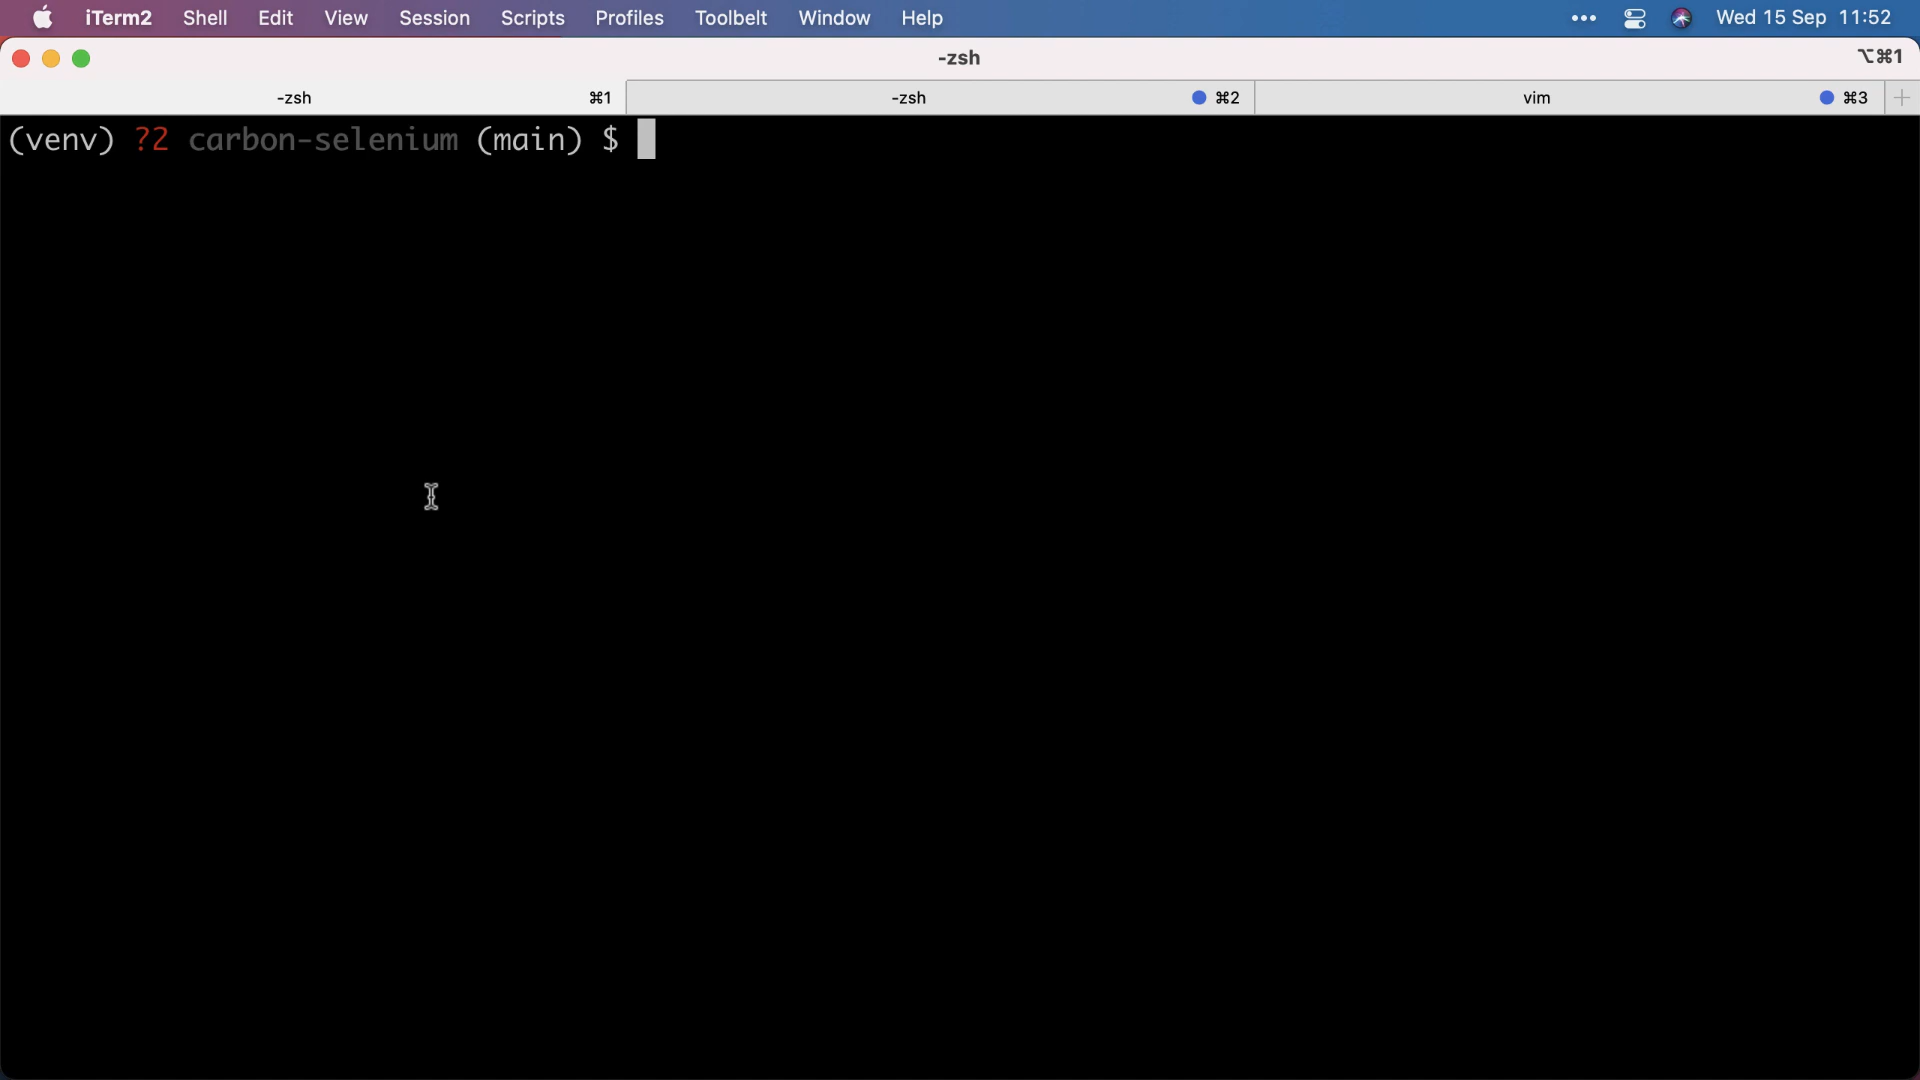 iTerm2 Shell Edit View Session Scripts Profiles Toolbelt Window Help ••• Wed 15 Sep 11:52
-zsh ⌥⌘1
-zsh ⌘1 -zsh ⌘2 vim ⌘3 +
(venv) ?2 carbon-selenium (main) $